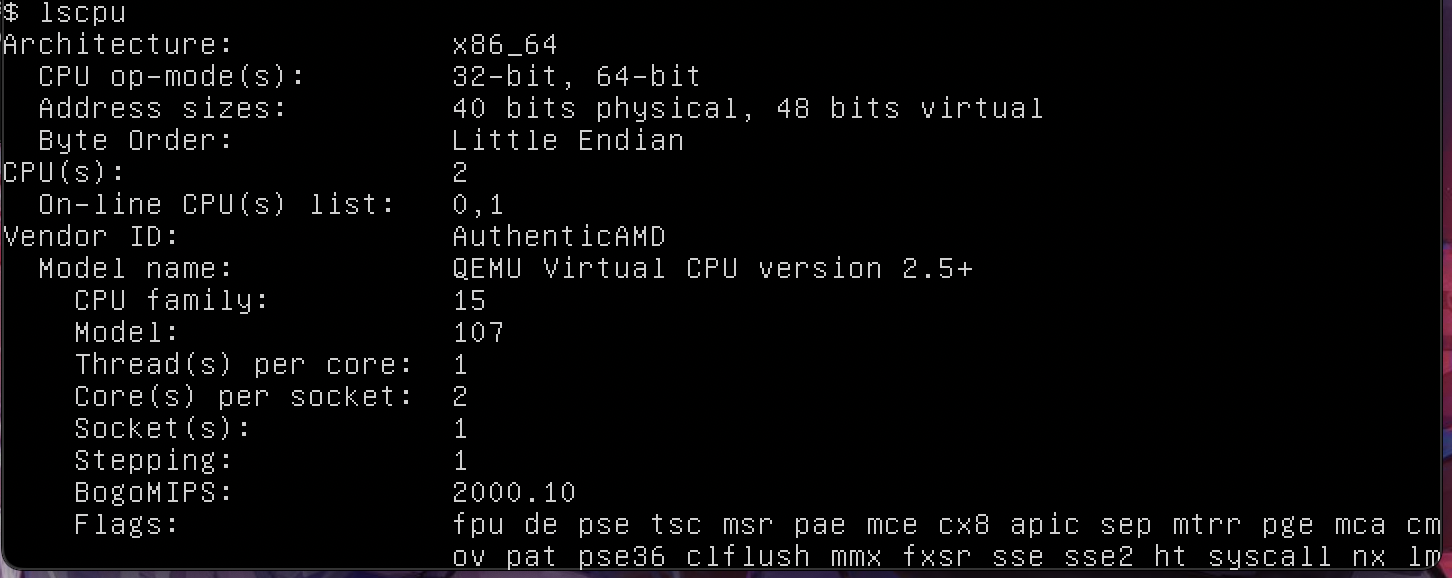 $ lscpu
Architecture: x86_64
CPU op-mode(s): 32-bit, 64-bit
Address sizes: 40 bits physical, 48 bits virtual
Byte Order: Little Endian
CPU(s): 2
On-line CPU(s) list: 0,1
Vendor ID: AuthenticAMD
Model name: QEMU Virtual CPU version 2.5+
CPU family: 15
Model: 107
Thread(s) per core: 1
Core(s) per socket: 2
Socket(s): 1
Stepping: 1
BogoMIPS: 2000.10
Flags: fpu de pse tsc msr pae mce cx8 apic sep mtrr pge mca cm
ov pat pse36 clflush mmx fxsr sse sse2 ht syscall nx lm